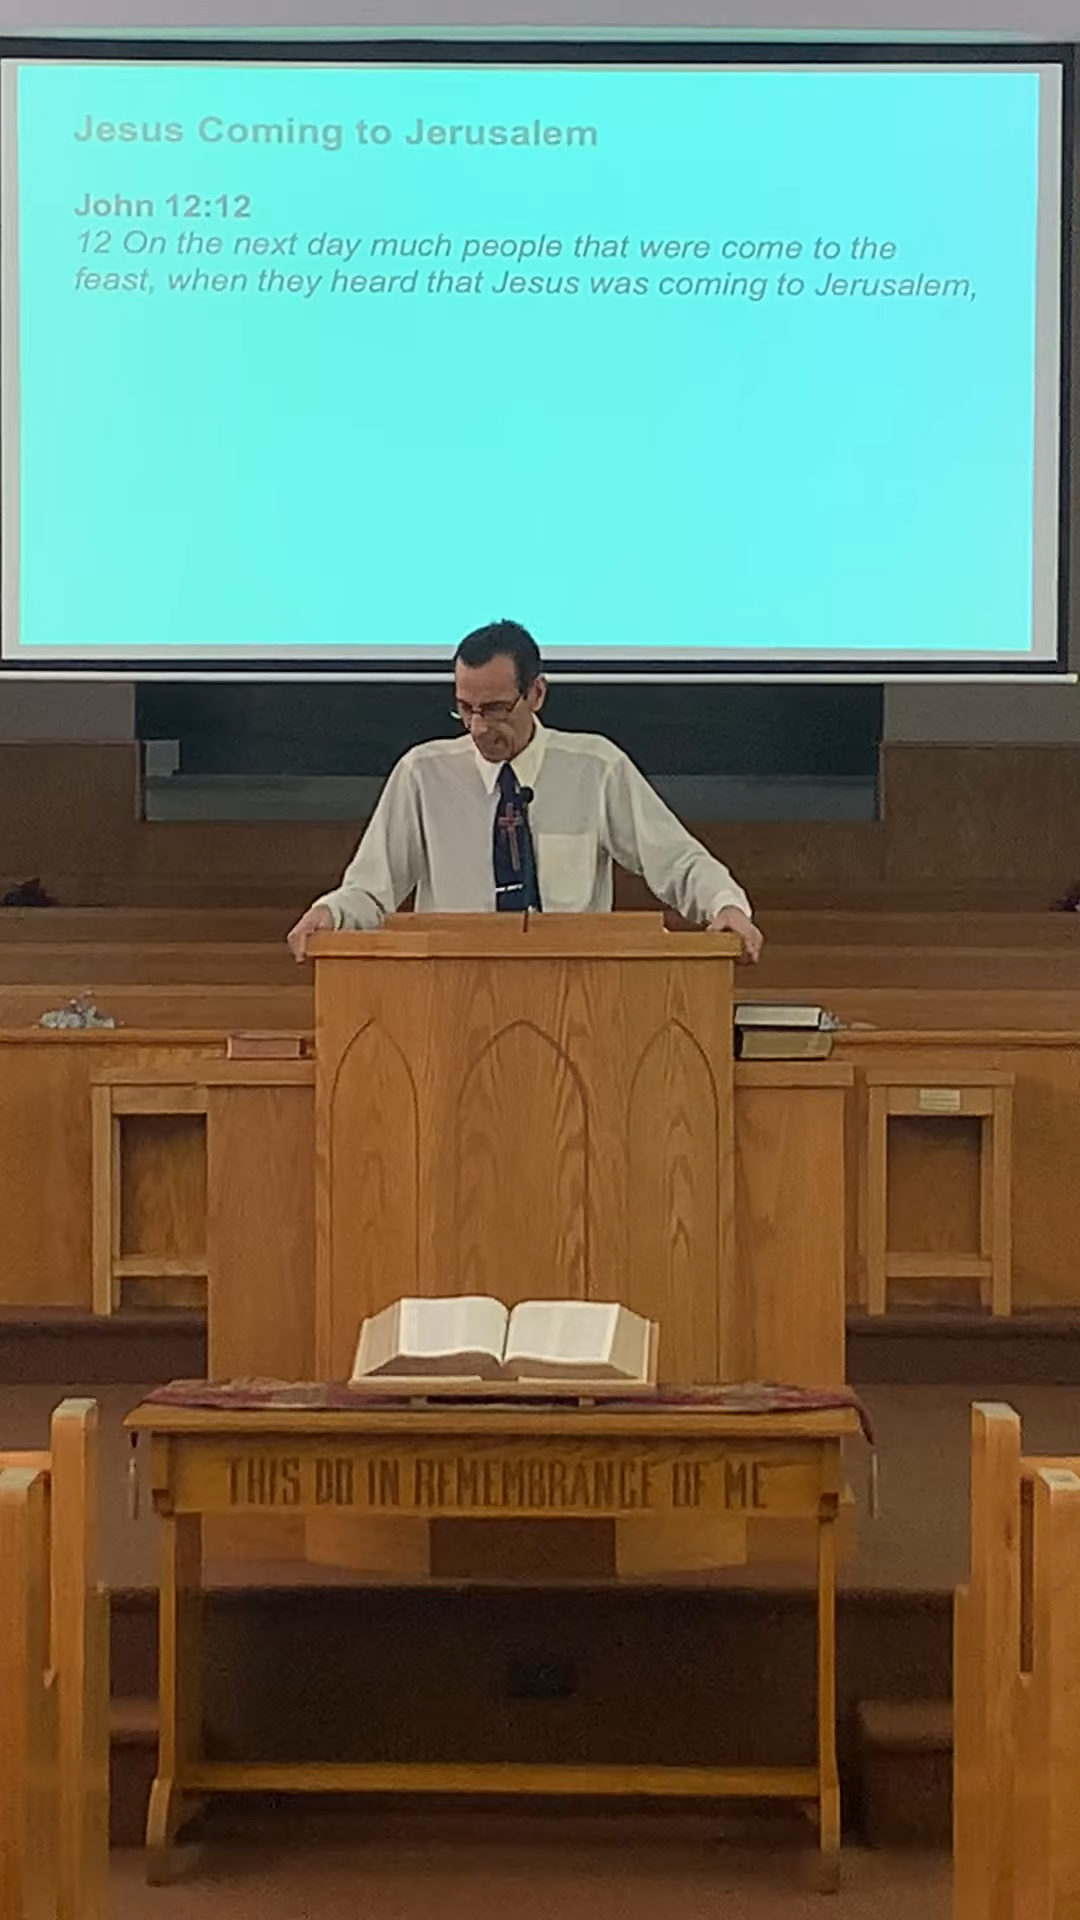 Jesus Coming to Jerusalem
John 12:12
12 On the next day much people that were come to the
feast, when they heard that Jesus was coming to Jerusalem,
THIS DO IN REMEMBRANCE OF ME